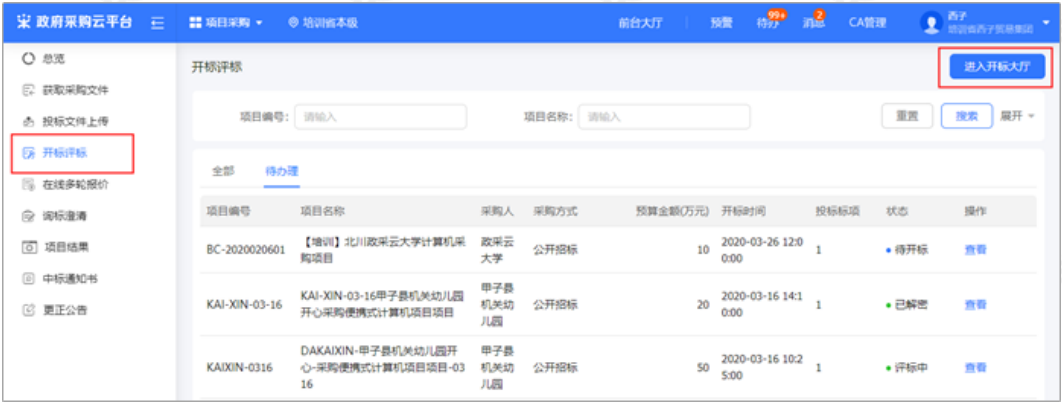 政府采购云平台
项目采购
培训省本级
前台大厅
预警
待办
99+
消息
2
CA管理
西子
培训省西子贸易集团
总览
获取采购文件
投标文件上传
开标评标
在线多轮报价
询标澄清
项目结果
中标通知书
更正公告
开标评标
进入开标大厅
项目编号: 请输入
项目名称: 请输入
重置 搜索 展开
全部 待办理
项目编号 项目名称 采购人 采购方式 预算金额(万元) 开标时间 投标标项 状态 操作
BC-2020020601
【培训】北川政采云大学计算机采
购项目
政采云
大学
公开招标
10
2020-03-26 12:0
0:00
1
待开标
查看
KAI-XIN-03-16
KAI-XIN-03-16甲子县机关幼儿园
开心采购便携式计算机项目项目
甲子县
机关幼
儿园
公开招标
20
2020-03-16 14:1
0:00
1
已解密
查看
KAIXIN-0316
DAKAIXIN-甲子县机关幼儿园开
心-采购便携式计算机项目项目-03
16
甲子县
机关幼
儿园
公开招标
50
2020-03-16 10:2
5:00
1
评标中
查看